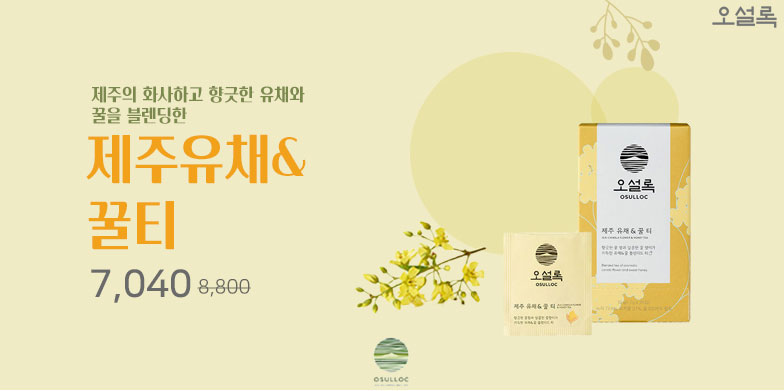 오설록
제주의 화사하고 향긋한 유채와
꿀을 블렌딩한
제주유채&
꿀티
7,040 8,800
오설록
OSULLOC
제주 유채 & 꿀 티
오설록
OSULLOC
제주 유채 & 꿀 티
OSULLOC